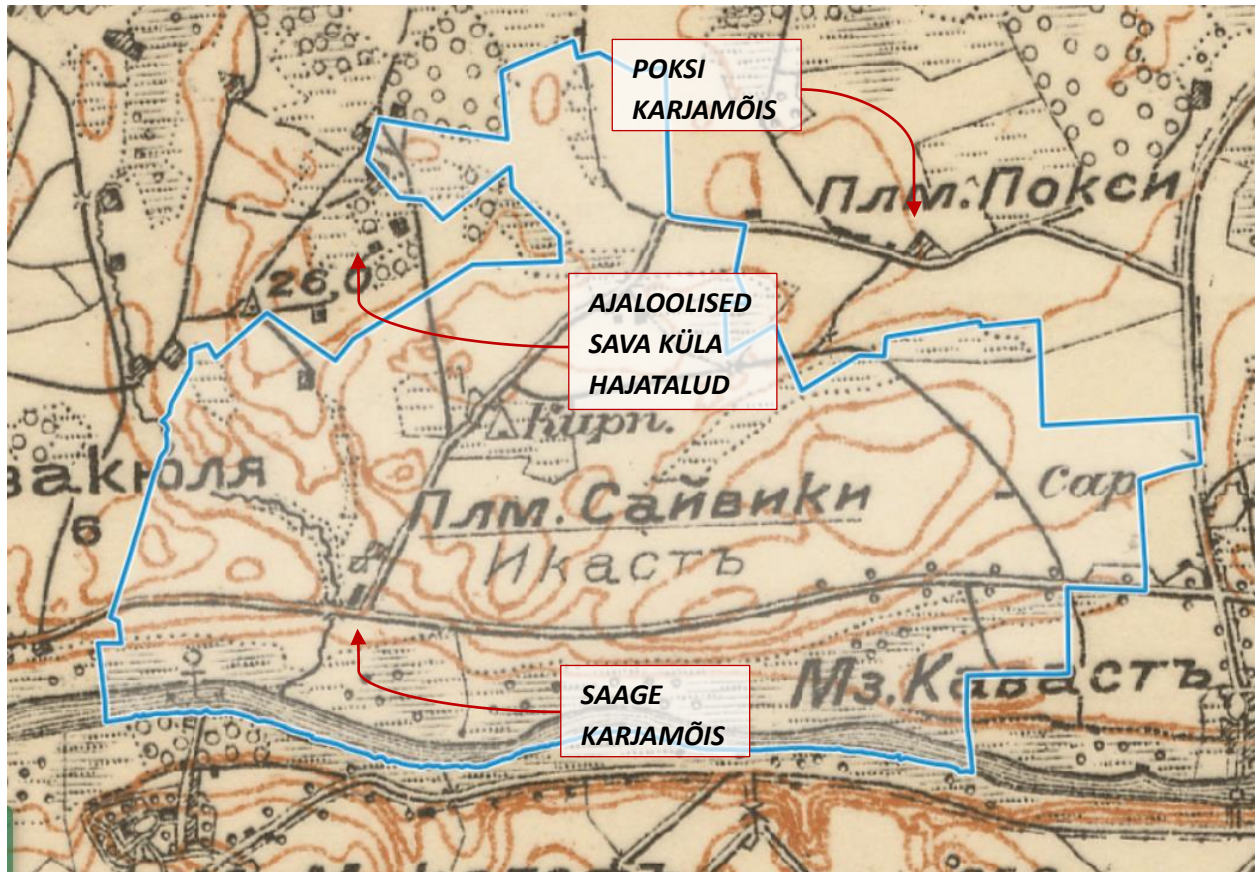 POKSI
KARJAMÕIS
Плм. Покси
26.0
AJALOOLISED
SAVA KÜLA
HAJATALUD
Кирп.
вакюля
6
Плм. Сайвики
Икастъ
Сар.
SAAGE
KARJAMÕIS
Мз. Кавастъ